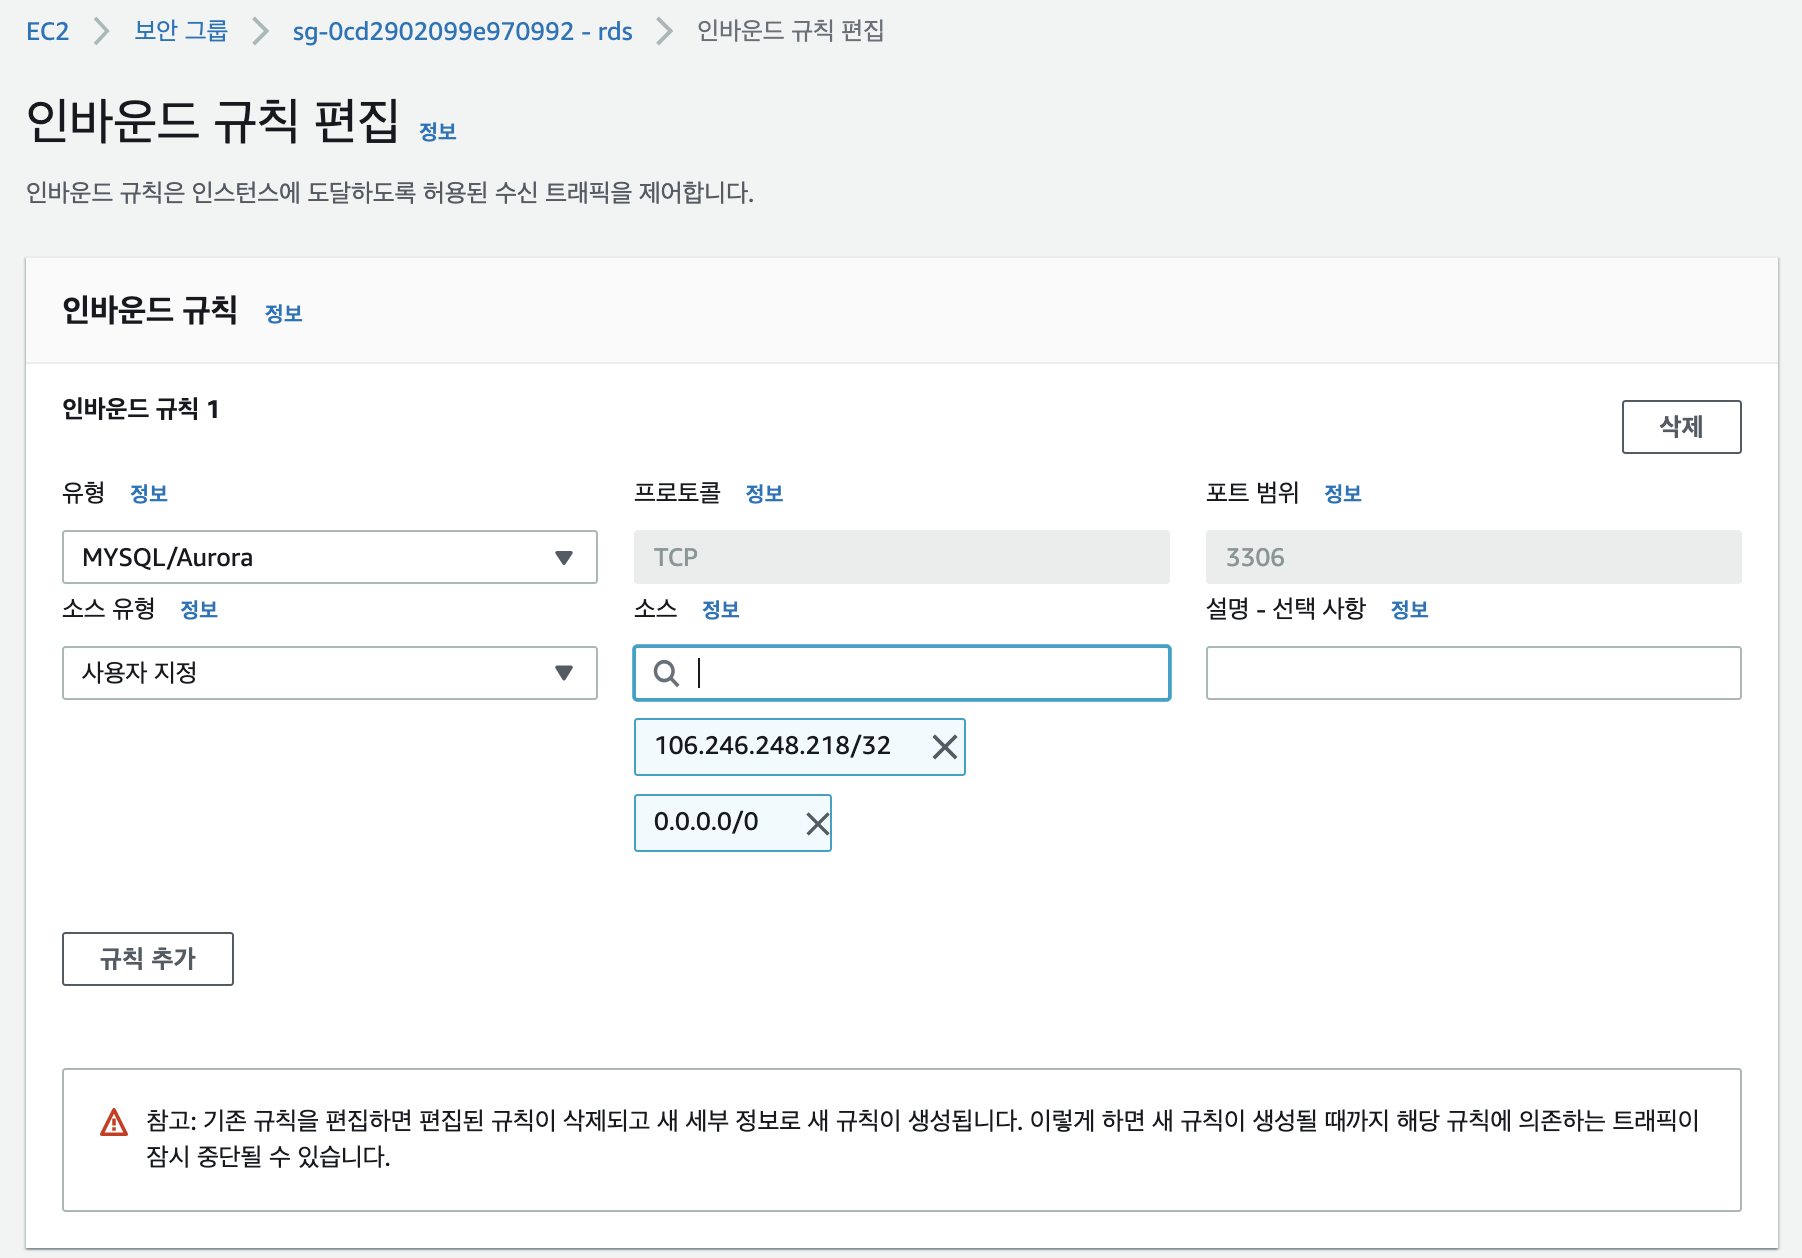 EC2 보안 그룹 sg-0cd2902099e970992 - rds 인바운드 규칙 편집
인바운드 규칙 편집 정보
인바운드 규칙은 인스턴스에 도달하도록 허용된 수신 트래픽을 제어합니다.
인바운드 규칙 정보
인바운드 규칙 1
삭제
유형 정보 프로토콜 정보 포트 범위 정보
MYSQL/Aurora TCP 3306
소스 유형 정보 소스 정보 설명 - 선택 사항 정보
사용자 지정
106.246.248.218/32
0.0.0.0/0
규칙 추가
참고: 기존 규칙을 편집하면 편집된 규칙이 삭제되고 새 세부 정보로 새 규칙이 생성됩니다. 이렇게 하면 새 규칙이 생성될 때까지 해당 규칙에 의존하는 트래픽이
잠시 중단될 수 있습니다.